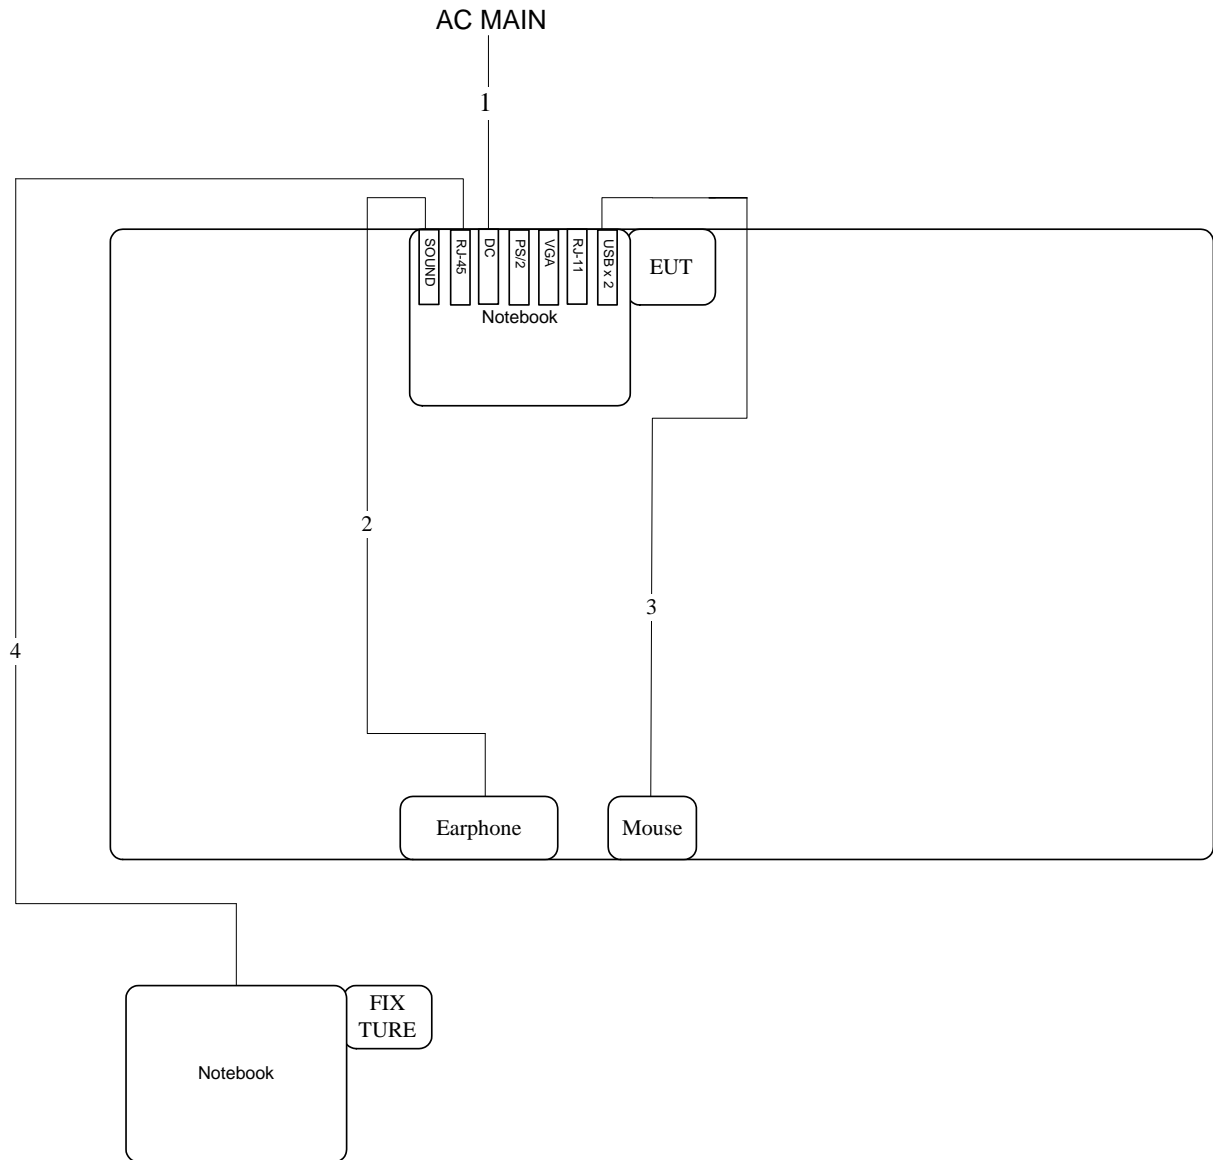 AC MAIN
1
SOUND
RJ-45
DC
PS/2
VGA
RJ-11
USB x 2
EUT
Notebook
2
3
4
Earphone
Mouse
FIX
TURE
Notebook